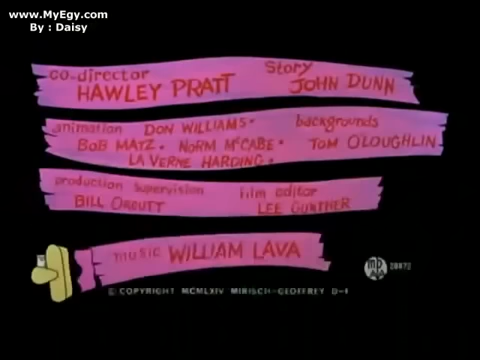 www.MyEgy.com
By : Daisy
co-director
HAWLEY PRATT
Story
JOHN DUNN
animation DON WILLIAMS•
BOB MATZ• NORM McCABE•
LA VERNE HARDING•
backgrounds
TOM O'LOUGHLIN
production supervision
BILL ORCUTT
film editor
LEE GUNTHER
music WILLIAM LAVA
© COPYRIGHT MCMLXIV MIRISCH-GEOFFREY D-F